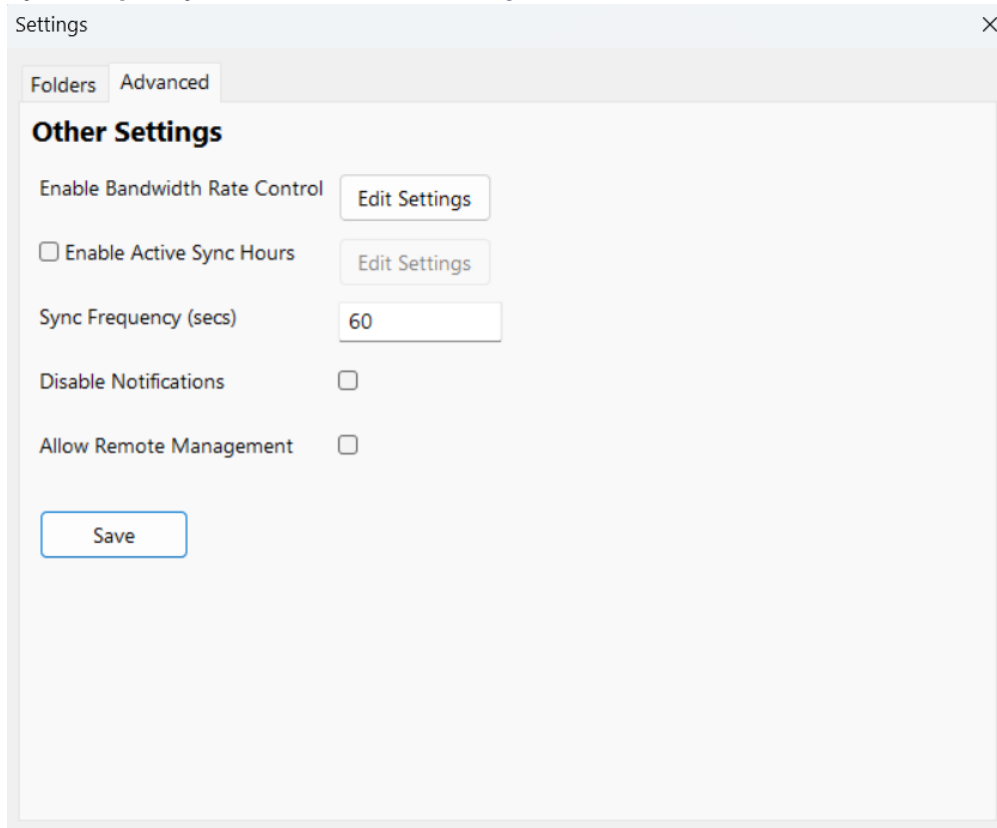 Settings
Folders Advanced
Other Settings
Enable Bandwidth Rate Control Edit Settings
Enable Active Sync Hours Edit Settings
Sync Frequency (secs) 60
Disable Notifications
Allow Remote Management
Save